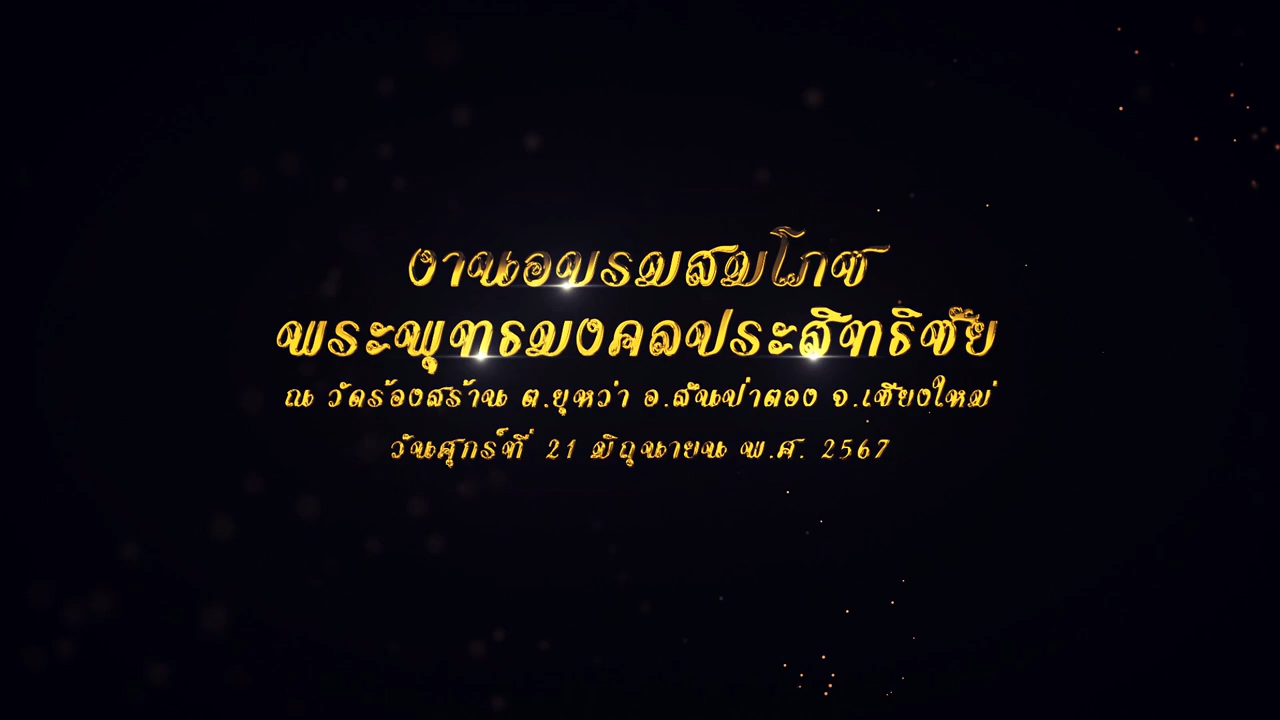 งานอบรมสมโภช
พระพุทธมงคลประสิทธิชัย
ณ วัดร้องสร้าน ต.ยุหว่า อ.สันป่าตอง จ.เชียงใหม่
วันศุกร์ที่ 21 มิถุนายน พ.ศ. 2567